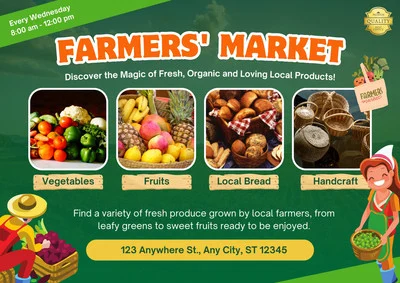 Every Wednesday
8:00 am - 12:00 pm
QUALITY
FARMERS' MARKET
Discover the Magic of Fresh, Organic and Loving Local Products!
FARMERS
Vegetables
Fruits
Local Bread
Handcraft
Find a variety of fresh produce grown by local farmers, from
leafy greens to sweet fruits ready to be enjoyed.
123 Anywhere St., Any City, ST 12345